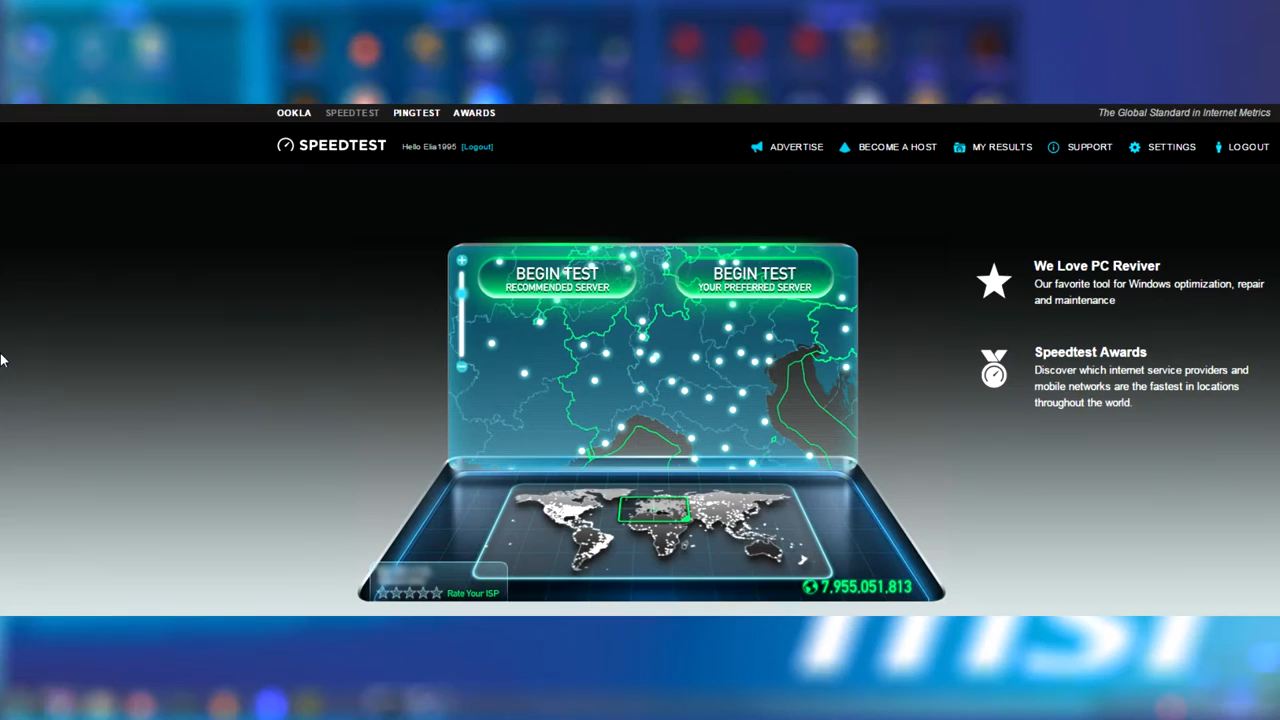 OOKLA SPEEDTEST PINGTEST AWARDS
The Global Standard in Internet Metrics
SPEEDTEST
Hello Elia1995 [Logout]
ADVERTISE BECOME A HOST MY RESULTS SUPPORT SETTINGS LOGOUT
BEGIN TEST
RECOMMENDED SERVER
BEGIN TEST
YOUR PREFERRED SERVER
We Love PC Reviver
Our favorite tool for Windows optimization, repair
and maintenance
Speedtest Awards
Discover which internet service providers and
mobile networks are the fastest in locations
throughout the world.
Rate Your ISP
7,955,051,813
msi